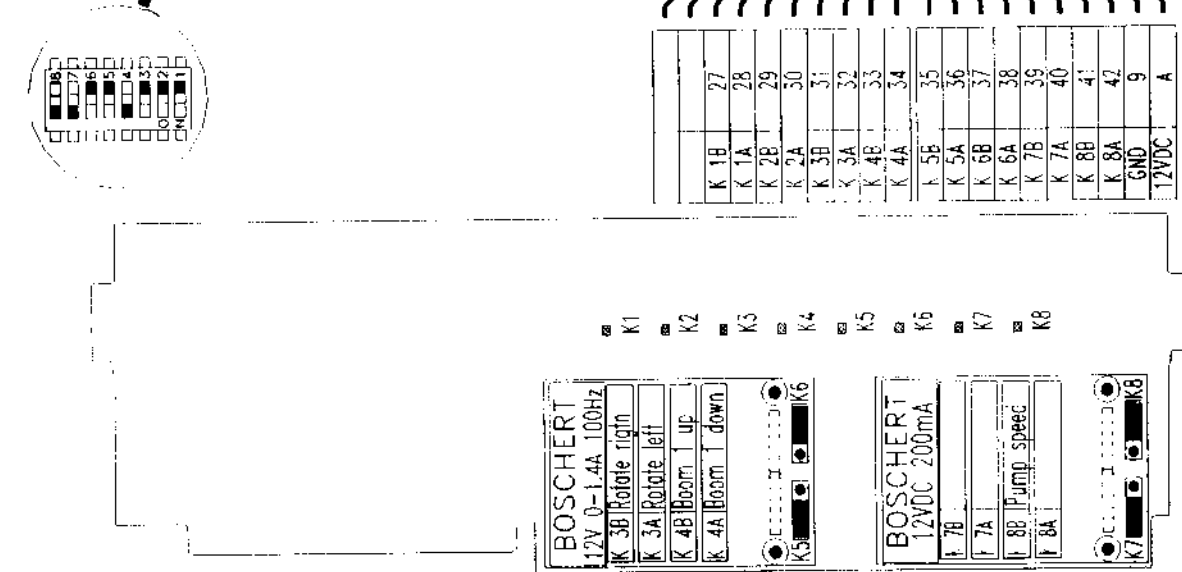 8 7 6 5 4 3 2 1
O N
27 28 29 30 31 32 33 34 35 36 37 38 39 40 41 42 9 A
K 1B
K 1A
K 2B
K 2A
K 3B
K 3A
K 4B
K 4A
5B
K 5A
K 6B
K 6A
K 7B
K 7A
K 8B
K 8A
GND
12VDC
K1 K2 K3 K4 K5 K6 K7 K8
BOSCHERT
12V 0-1.4A 100Hz
K 3B Rotate
K 3A Rotate left
K 4B Boom 1 up
K 4A Boom 1 down
K5 K6
BOSCHERT
12VDC 200mA
7B
7A
8B Pump speed
8A
K7 K8